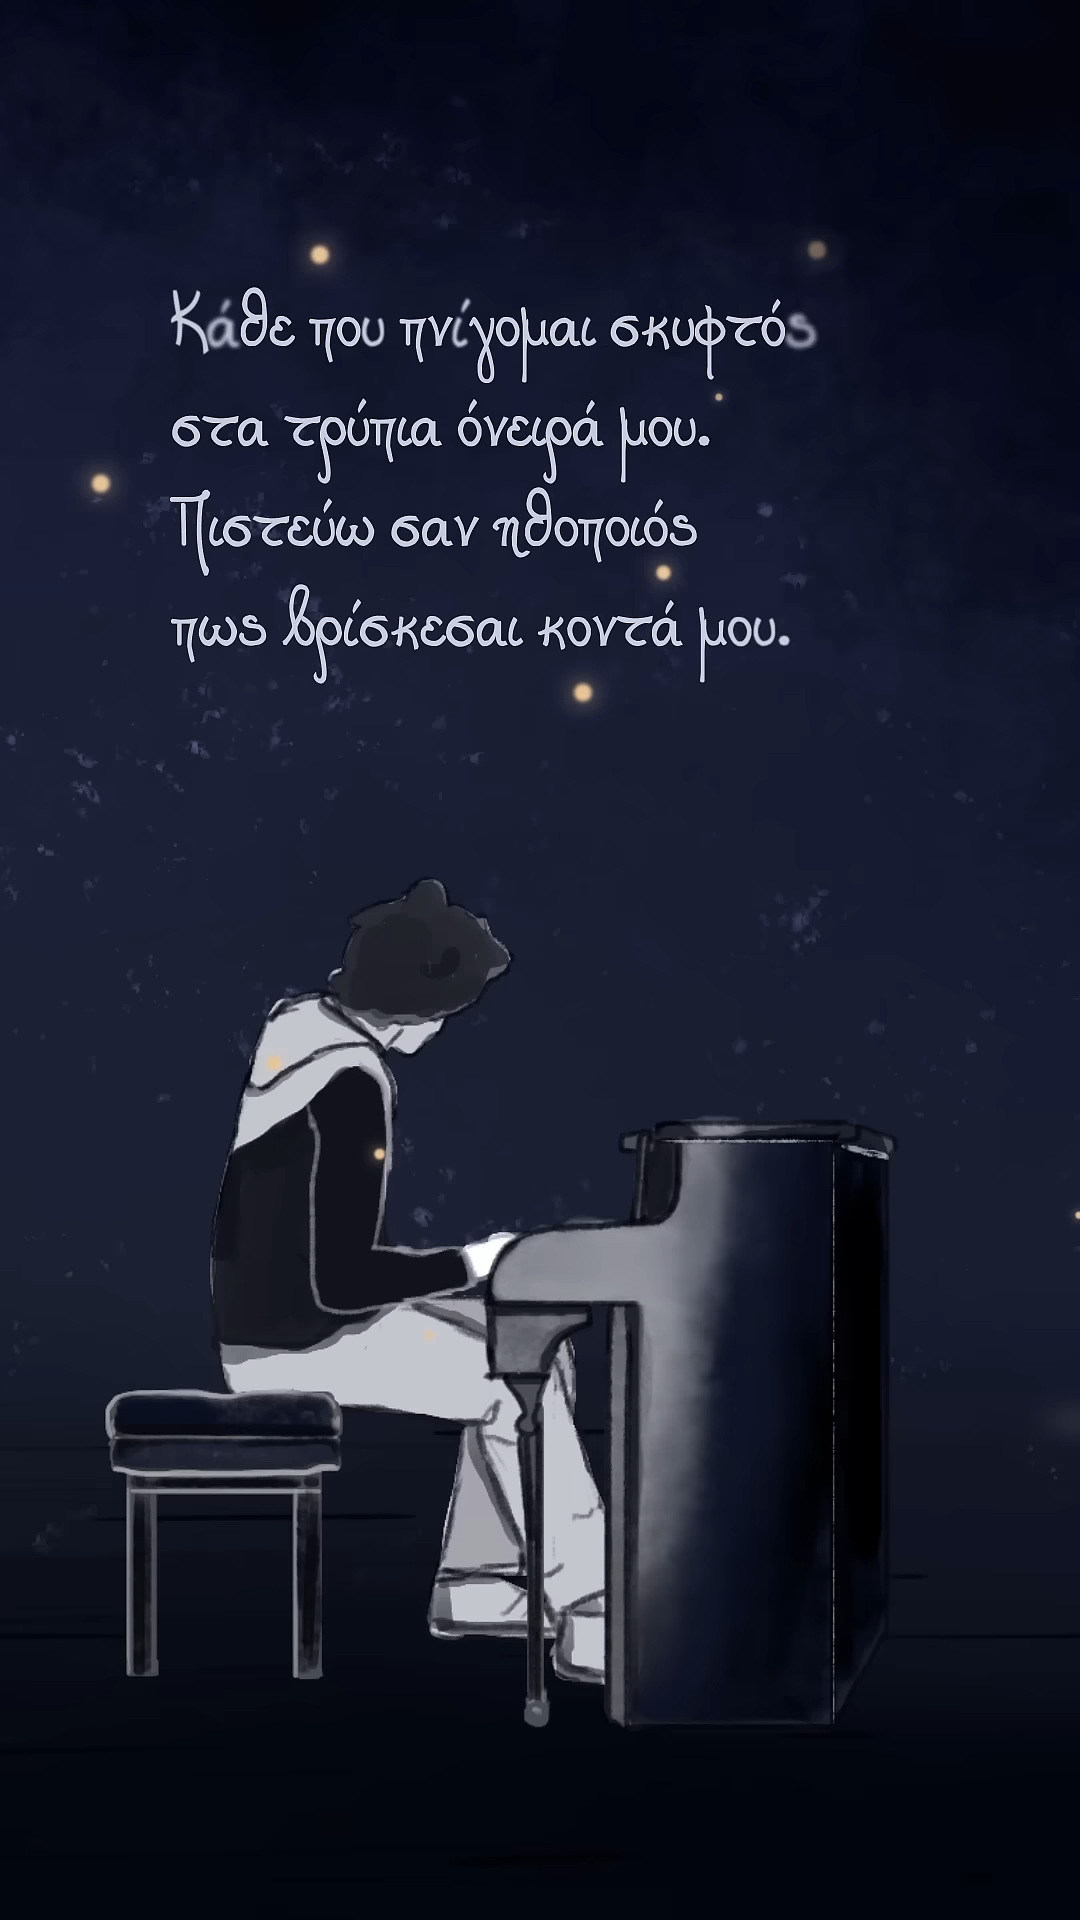 Κάθε που πνίγομαι σκυφτός
στα τρύπια όνειρά μου.
Πιστεύω σαν ηθοποιός
πως βρίσκεσαι κοντά μου.